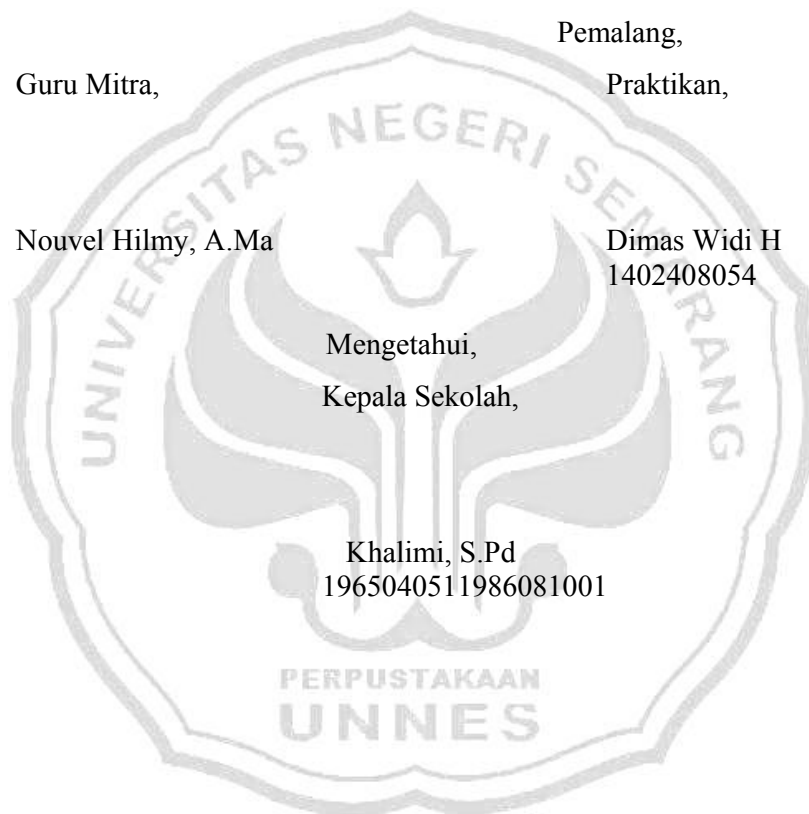 Pemalang,
Guru Mitra, Praktikan,
Nouvel Hilmy, A.Ma Dimas Widi H
1402408054
Mengetahui,
Kepala Sekolah,
Khalimi, S.Pd
1965040511986081001
UNIVERSITAS NEGERI SEMARANG
PERPUSTAKAAN
UNNES